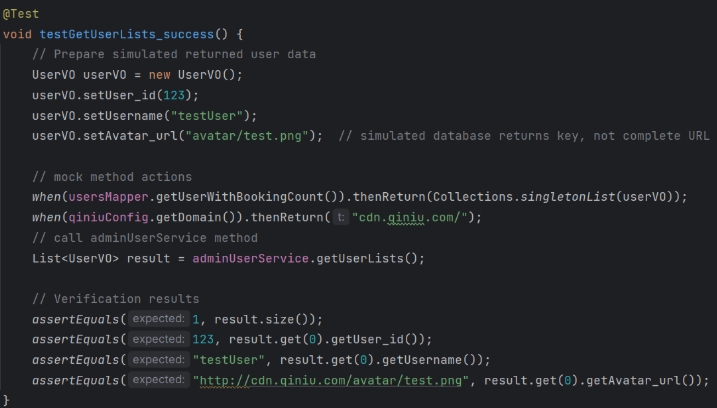 @Test
void testGetUserLists_success() {
    // Prepare simulated returned user data
    UserVO userVO = new UserVO();
    userVO.setUser_id(123);
    userVO.setUsername("testUser");
    userVO.setAvatar_url("avatar/test.png");  // simulated database returns key, not complete URL

    // mock method actions
    when(usersMapper.getUserWithBookingCount()).thenReturn(Collections.singletonList(userVO));
    when(qiniuConfig.getDomain()).thenReturn( t: "cdn.qiniu.com/");
    // call adminUserService method
    List<UserVO> result = adminUserService.getUserLists();

    // Verification results
    assertEquals( expected: 1, result.size());
    assertEquals( expected: 123, result.get(0).getUser_id());
    assertEquals( expected: "testUser", result.get(0).getUsername());
    assertEquals( expected: "http://cdn.qiniu.com/avatar/test.png", result.get(0).getAvatar_url());
}